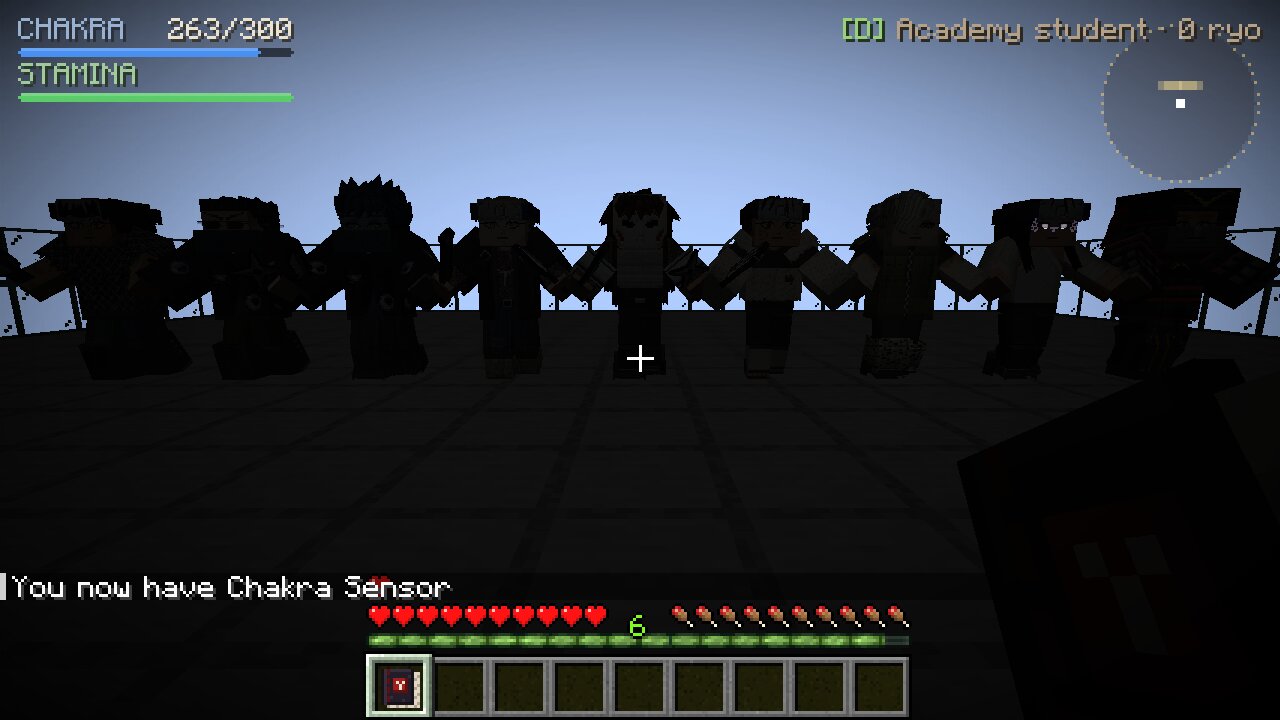 CHAKRA 263/300
[D] Academy student - 0 ryo
STAMINA
You now have Chakra Sensor
6